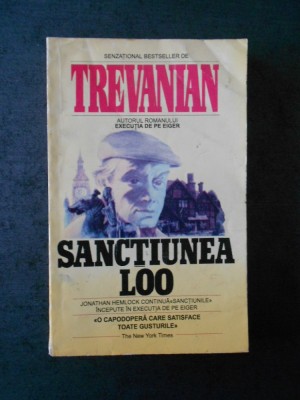 SENZAȚIONAL BESTSELLER DE
TREVANIAN
AUTORUL ROMANULUI
EXECUȚIA DE PE EIGER
SANCTIUNEA
LOO
JONATHAN HEMLOCK CONTINUĂ «SANCȚIUNILE»
ÎNCEPUTE ÎN EXECUȚIA DE PE EIGER
«O CAPODOPERĂ CARE SATISFACE
TOATE GUSTURILE»
The New York Times